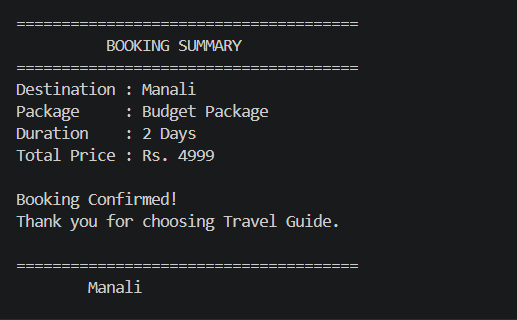 ======================================
BOOKING SUMMARY
======================================
Destination : Manali
Package     : Budget Package
Duration    : 2 Days
Total Price : Rs. 4999
Booking Confirmed!
Thank you for choosing Travel Guide.
======================================
Manali